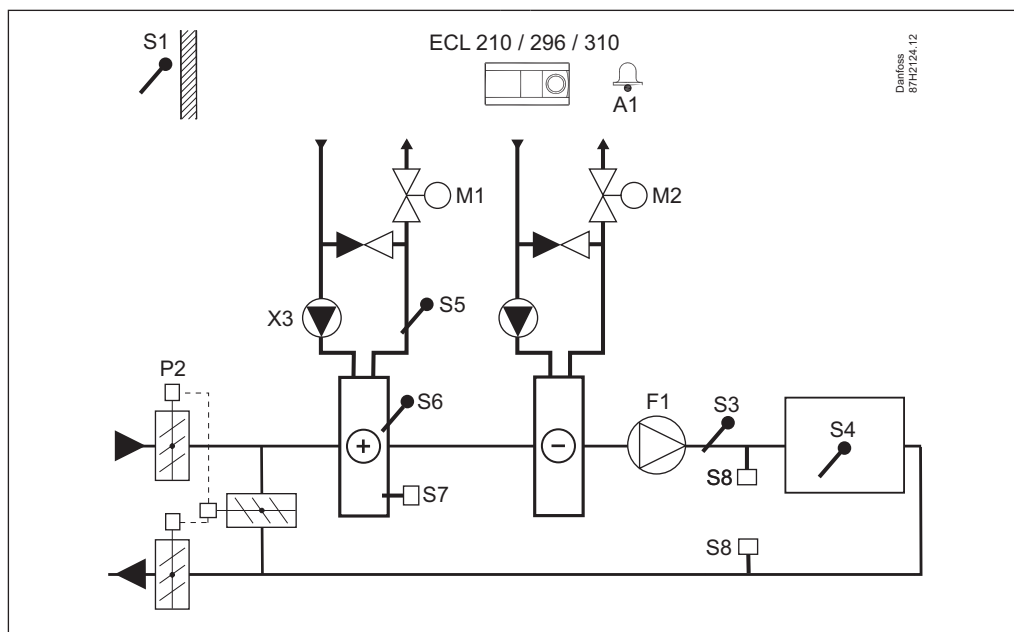 S1
ECL 210 / 296 / 310
A1
Danfoss
87H2124.12
M1
M2
X3
S5
P2
S6
F1
S3
S4
+
−
S7
S8
S8